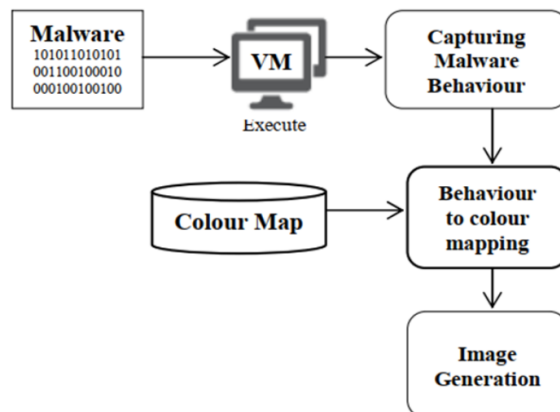 Malware
101011010101
001100100010
000100100100
VM
Execute
Capturing
Malware
Behaviour
Colour Map
Behaviour
to colour
mapping
Image
Generation